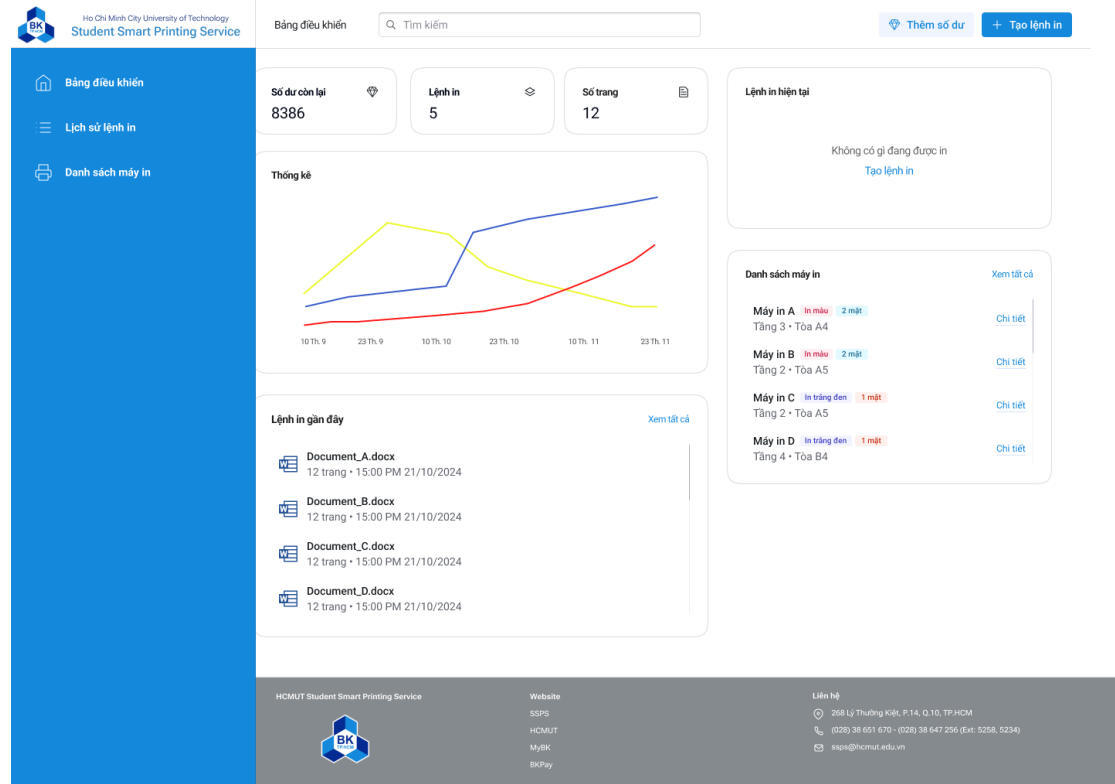 BK
TP.HCM
Ho Chi Minh City University of Technology
Student Smart Printing Service
Bảng điều khiển
Tìm kiếm
Thêm số dư
+ Tạo lệnh in
Bảng điều khiển
Lịch sử lệnh in
Danh sách máy in
Số dư còn lại
8386
Lệnh in
5
Số trang
12
Thống kê
10 Th. 9 23 Th. 9 10 Th. 10 23 Th. 10 10 Th. 11 23 Th. 11
Lệnh in gần đây Xem tất cả
Document_A.docx
12 trang • 15:00 PM 21/10/2024
Document_B.docx
12 trang • 15:00 PM 21/10/2024
Document_C.docx
12 trang • 15:00 PM 21/10/2024
Document_D.docx
12 trang • 15:00 PM 21/10/2024
Lệnh in hiện tại
Không có gì đang được in
Tạo lệnh in
Danh sách máy in Xem tất cả
Máy in A In màu 2 mặt
Tầng 3 • Tòa A4
Chi tiết
Máy in B In màu 2 mặt
Tầng 2 • Tòa A5
Chi tiết
Máy in C In trắng đen 1 mặt
Tầng 2 • Tòa A5
Chi tiết
Máy in D In trắng đen 1 mặt
Tầng 4 • Tòa B4
Chi tiết
HCMUT Student Smart Printing Service
BK
TP.HCM
Website
SSPS
HCMUT
MyBK
BKPay
Liên hệ
268 Lý Thường Kiệt, P.14, Q.10, TP.HCM
(028) 38 651 670 - (028) 38 647 256 (Ext: 5258, 5234)
ssps@hcmut.edu.vn